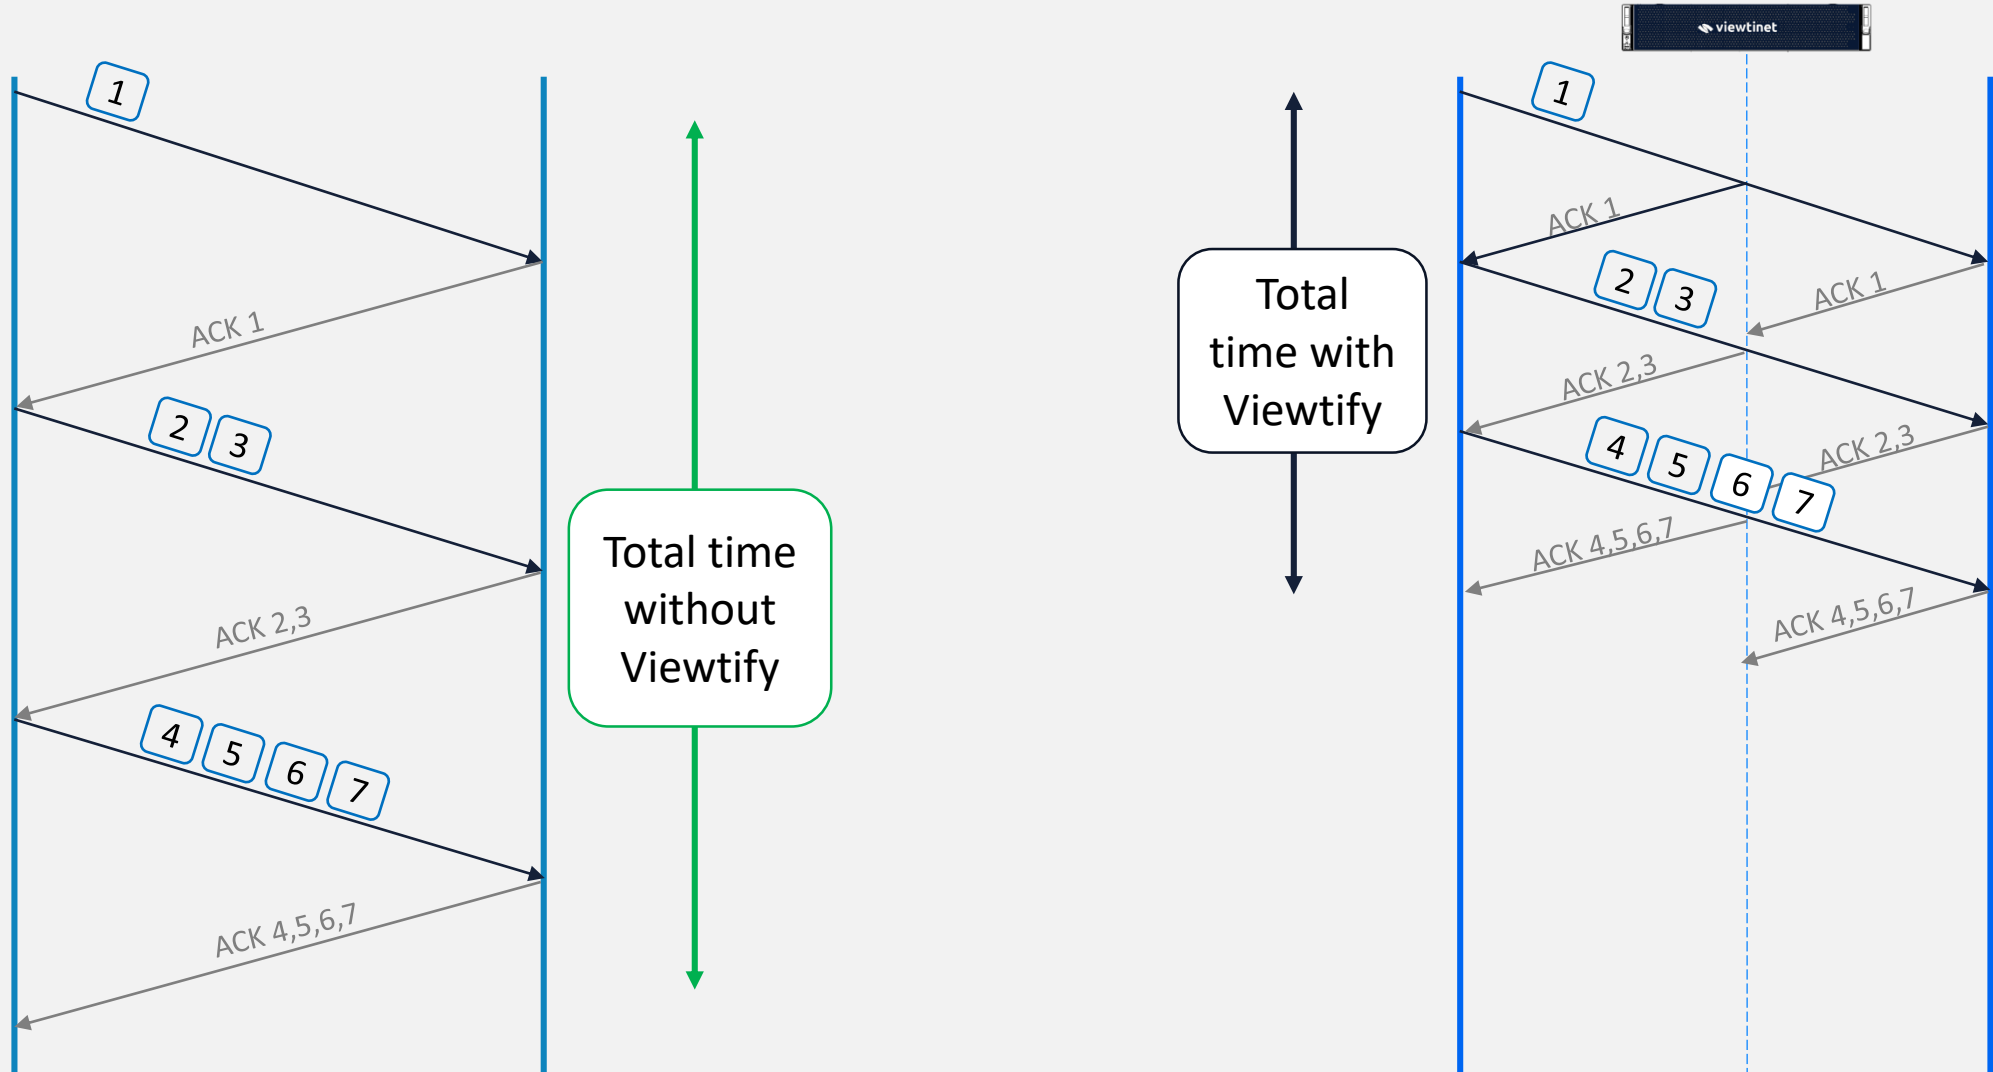 1
ACK 1
2 3
ACK 2,3
4 5 6 7
ACK 4,5,6,7
Total time
without
Viewtify
Total
time with
Viewtify
viewtinet
1
ACK 1
ACK 1
2 3
ACK 2,3
ACK 2,3
4 5 6 7
ACK 4,5,6,7
ACK 4,5,6,7